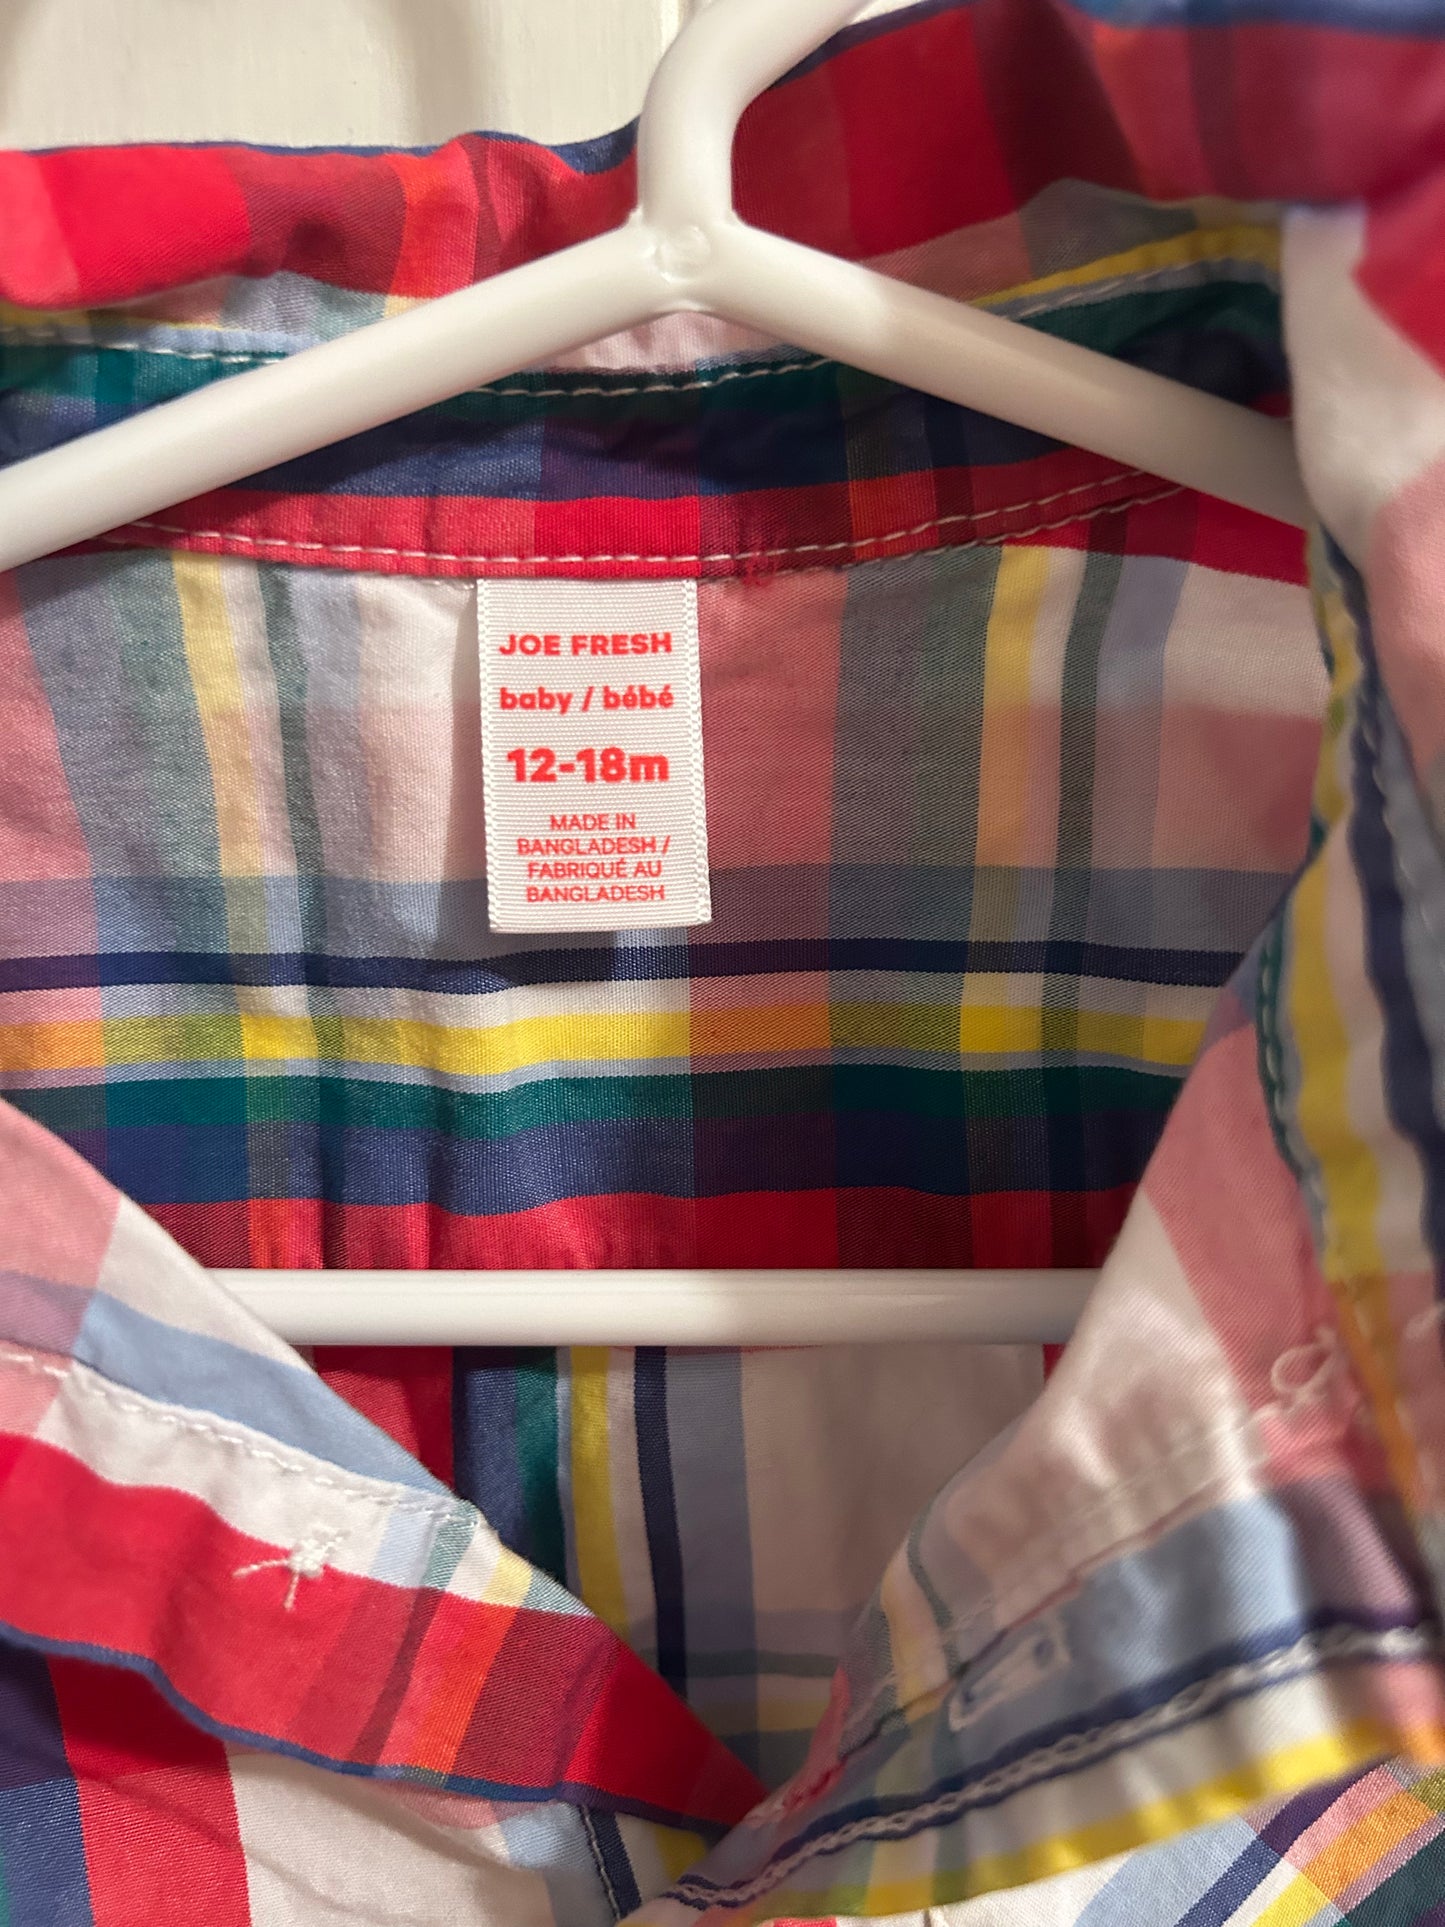 JOE FRESH
baby / bébé
12-18m
MADE IN
BANGLADESH /
FABRIQUÉ AU
BANGLADESH